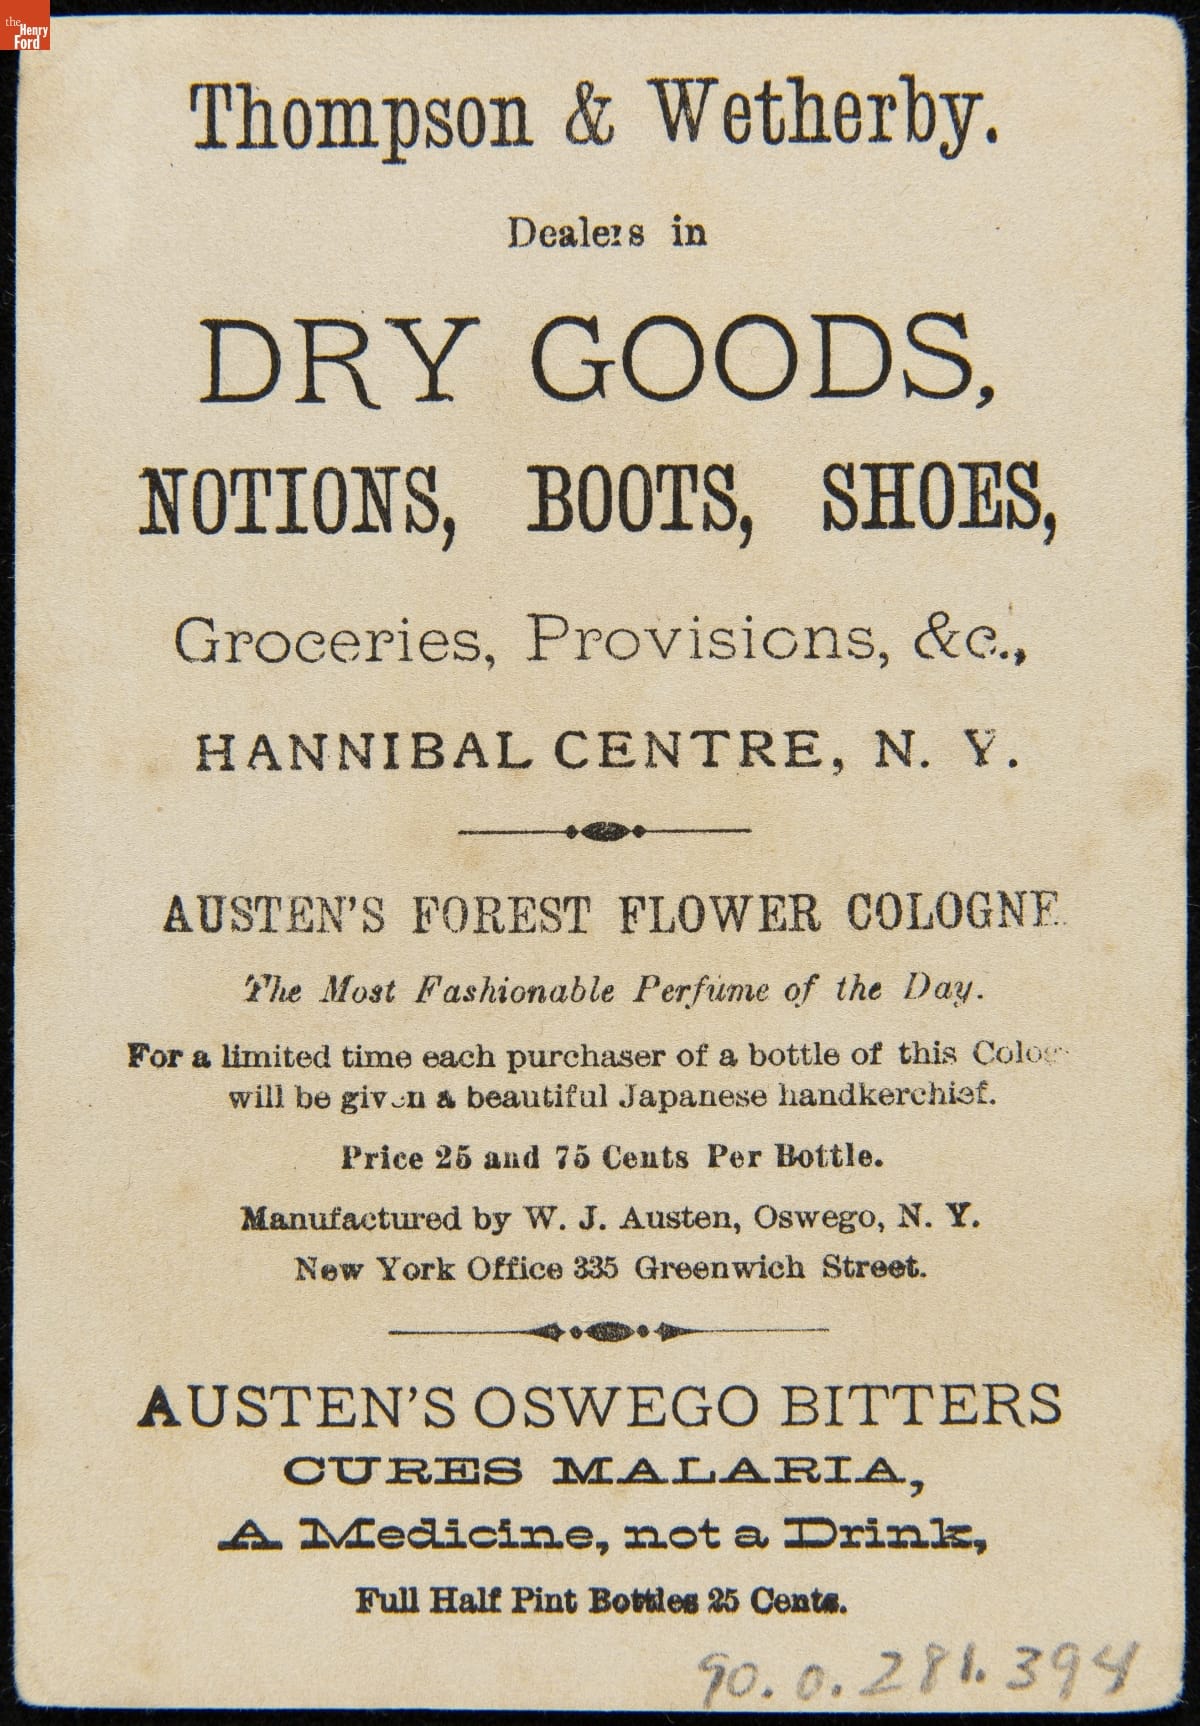 the
Henry
Ford
Thompson & Wetherby.
Dealers in
DRY GOODS,
NOTIONS, BOOTS, SHOES,
Groceries, Provisions, &c.,
HANNIBAL CENTRE, N. Y.
AUSTEN'S FOREST FLOWER COLOGNE
The Most Fashionable Perfume of the Day.
For a limited time each purchaser of a bottle of this Colog
will be given a beautiful Japanese handkerchief.
Price 25 and 75 Cents Per Bottle.
Manufactured by W. J. Austen, Oswego, N. Y.
New York Office 335 Greenwich Street.
AUSTEN'S OSWEGO BITTERS
CURES MALARIA,
A Medicine, not a Drink,
Full Half Pint Bottles 25 Cents.
90.0.281.394